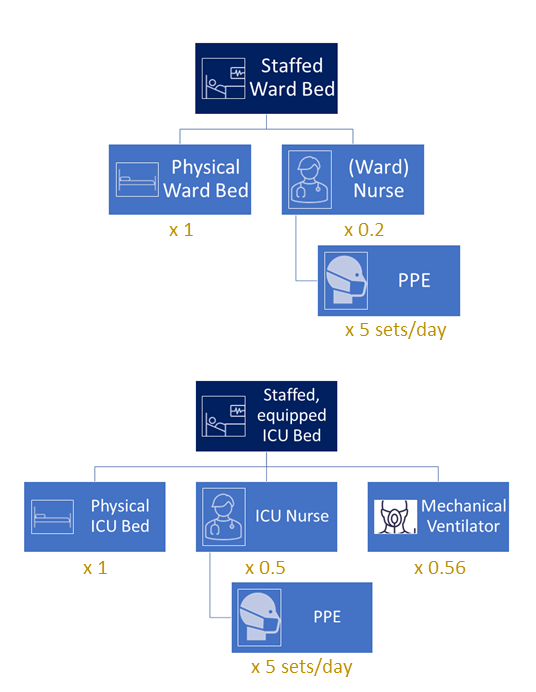 Staffed
Ward Bed
Physical
Ward Bed
(Ward)
Nurse
x 1
x 0.2
PPE
x 5 sets/day
Staffed,
equipped
ICU Bed
Physical
ICU Bed
ICU Nurse
Mechanical
Ventilator
x 1
x 0.5
x 0.56
PPE
x 5 sets/day